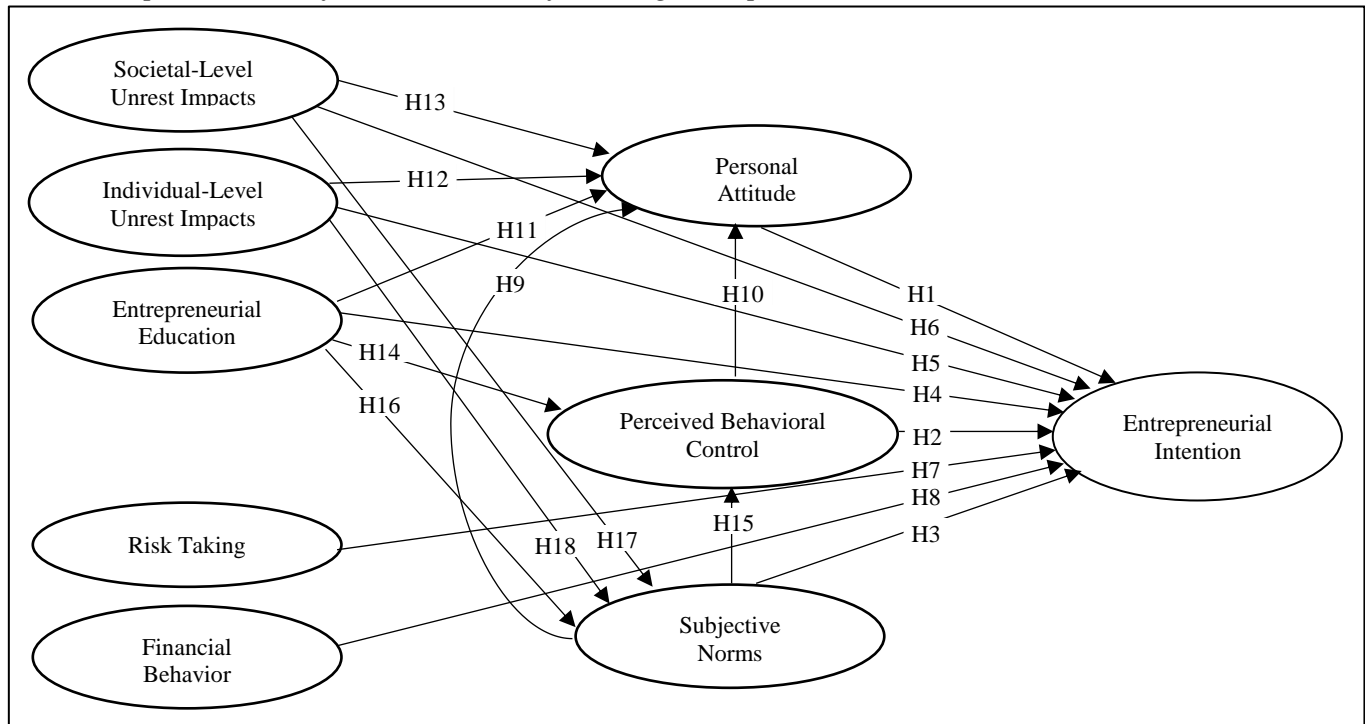 Societal-Level
Unrest Impacts
H13
Individual-Level
Unrest Impacts
H12
Personal
Attitude
H11
Entrepreneurial
Education
H9
H10
H1
H6
H5
H4
H14
H16
Perceived Behavioral
Control
H2
Entrepreneurial
Intention
H7
H8
Risk Taking
H18
H17
H15
H3
Financial
Behavior
Subjective
Norms